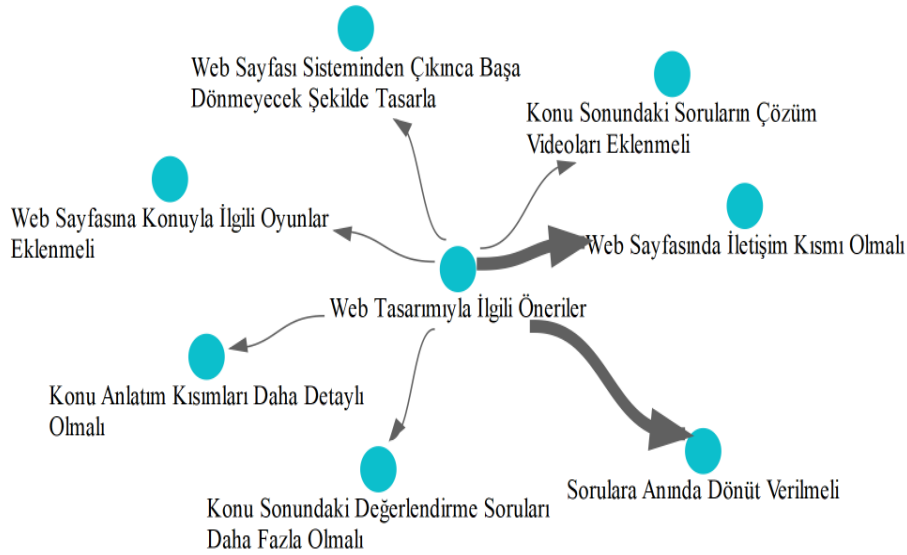 Web Sayfası Sisteminden Çıkınca Başa
Dönmeyecek Şekilde Tasarla
Konu Sonundaki Soruların Çözüm
Videoları Eklenmeli
Web Sayfasına Konuyla İlgili Oyunlar
Eklenmeli
Web Sayfasında İletişim Kısmı Olmalı
Web Tasarımıyla İlgili Öneriler
Konu Anlatım Kısımları Daha Detaylı
Olmalı
Sorulara Anında Dönüt Verilmeli
Konu Sonundaki Değerlendirme Soruları
Daha Fazla Olmalı